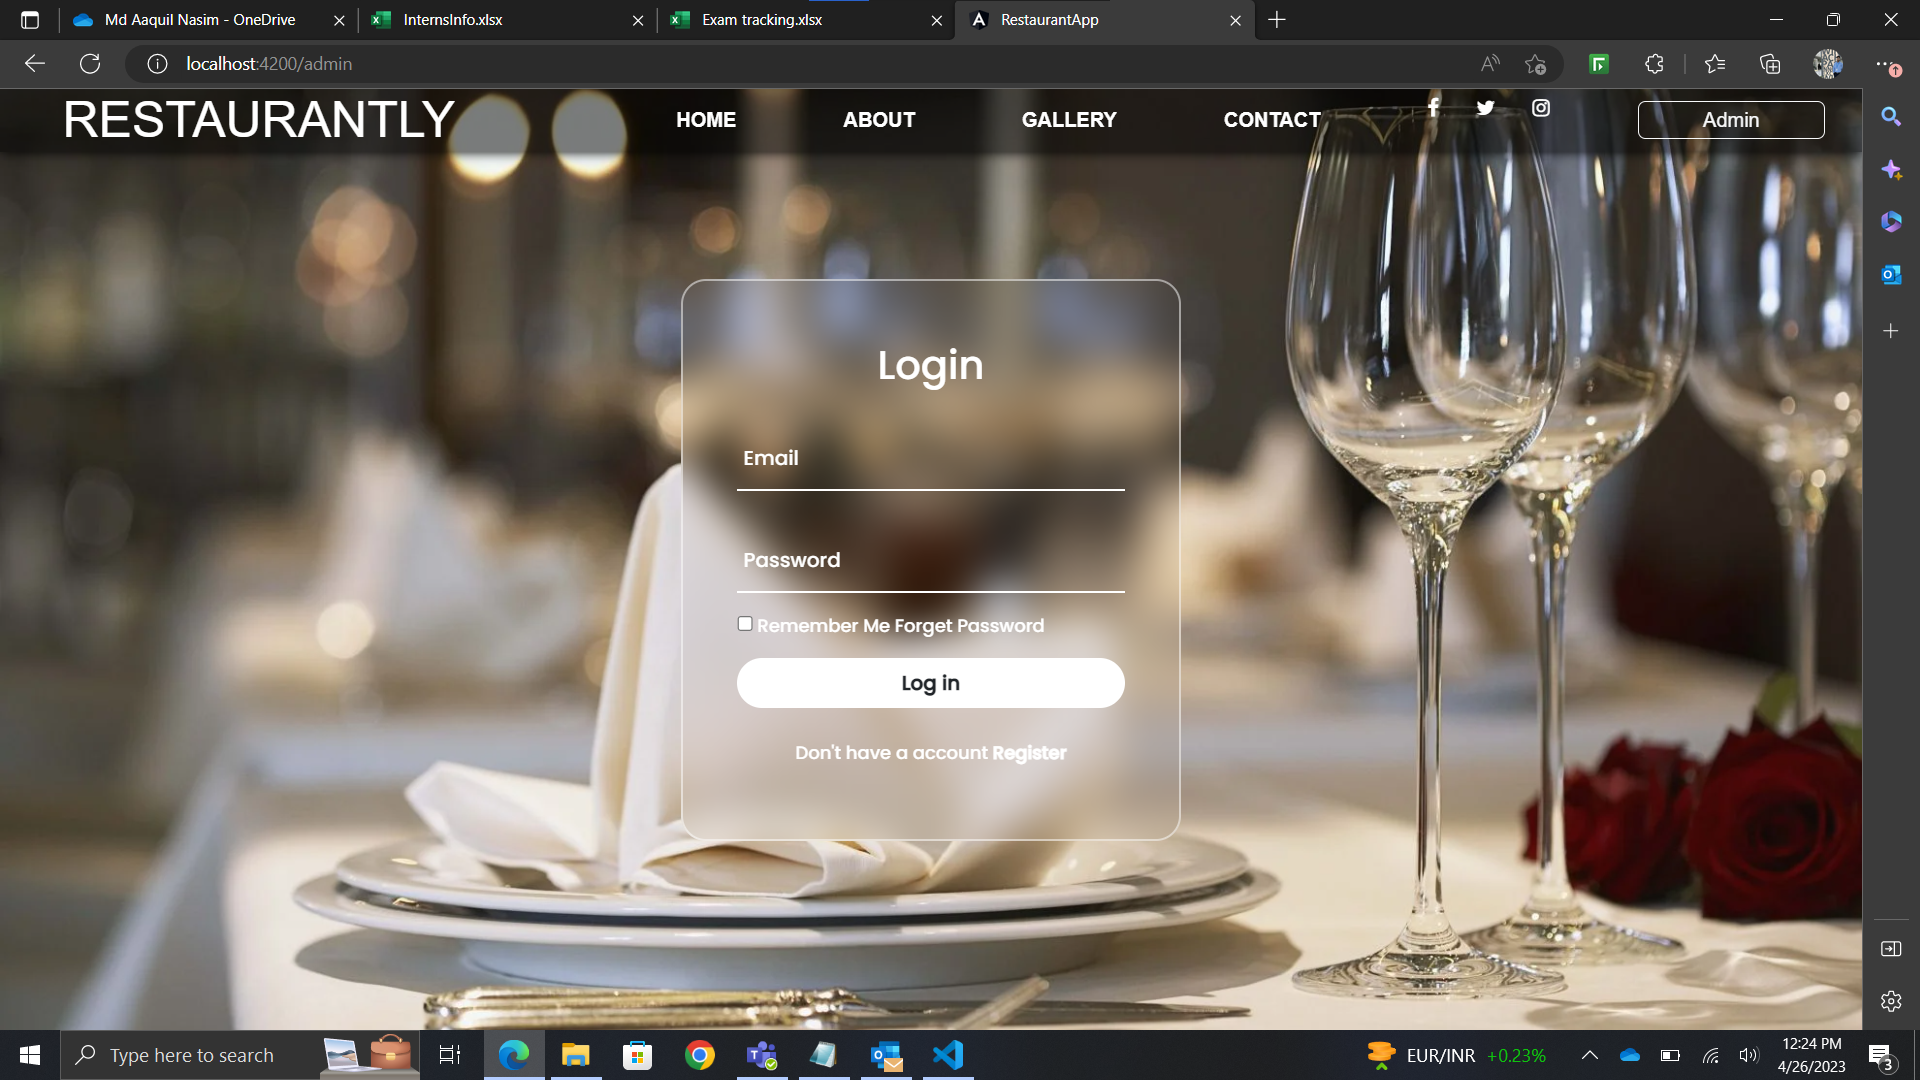 Md Aaquil Nasim - OneDrive
InternsInfo.xlsx
Exam tracking.xlsx
RestaurantApp
localhost:4200/admin
RESTAURANTLY
HOME
ABOUT
GALLERY
CONTACT
Admin
Login
Email
Password
Remember Me Forget Password
Log in
Don't have a account Register
Type here to search
EUR/INR +0.23%
12:24 PM
4/26/2023
3